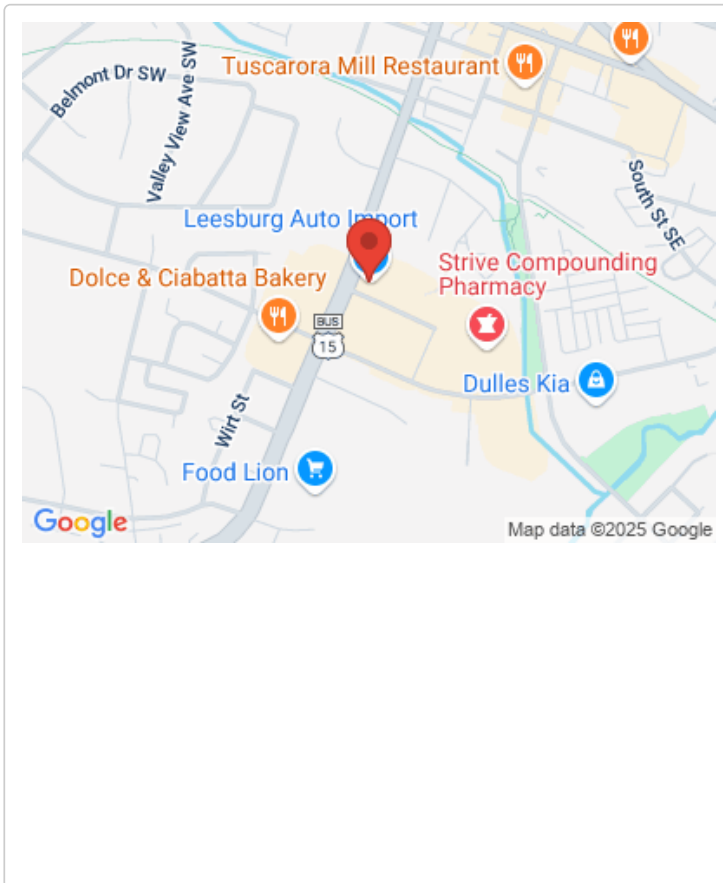 Tuscarora Mill Restaurant
Belmont Dr SW
Valley View Ave SW
South St SE
Leesburg Auto Import
Strive Compounding
Pharmacy
Dolce & Ciabatta Bakery
BUS
15
Dulles Kia
Wirt St
Food Lion
Google
Map data ©2025 Google